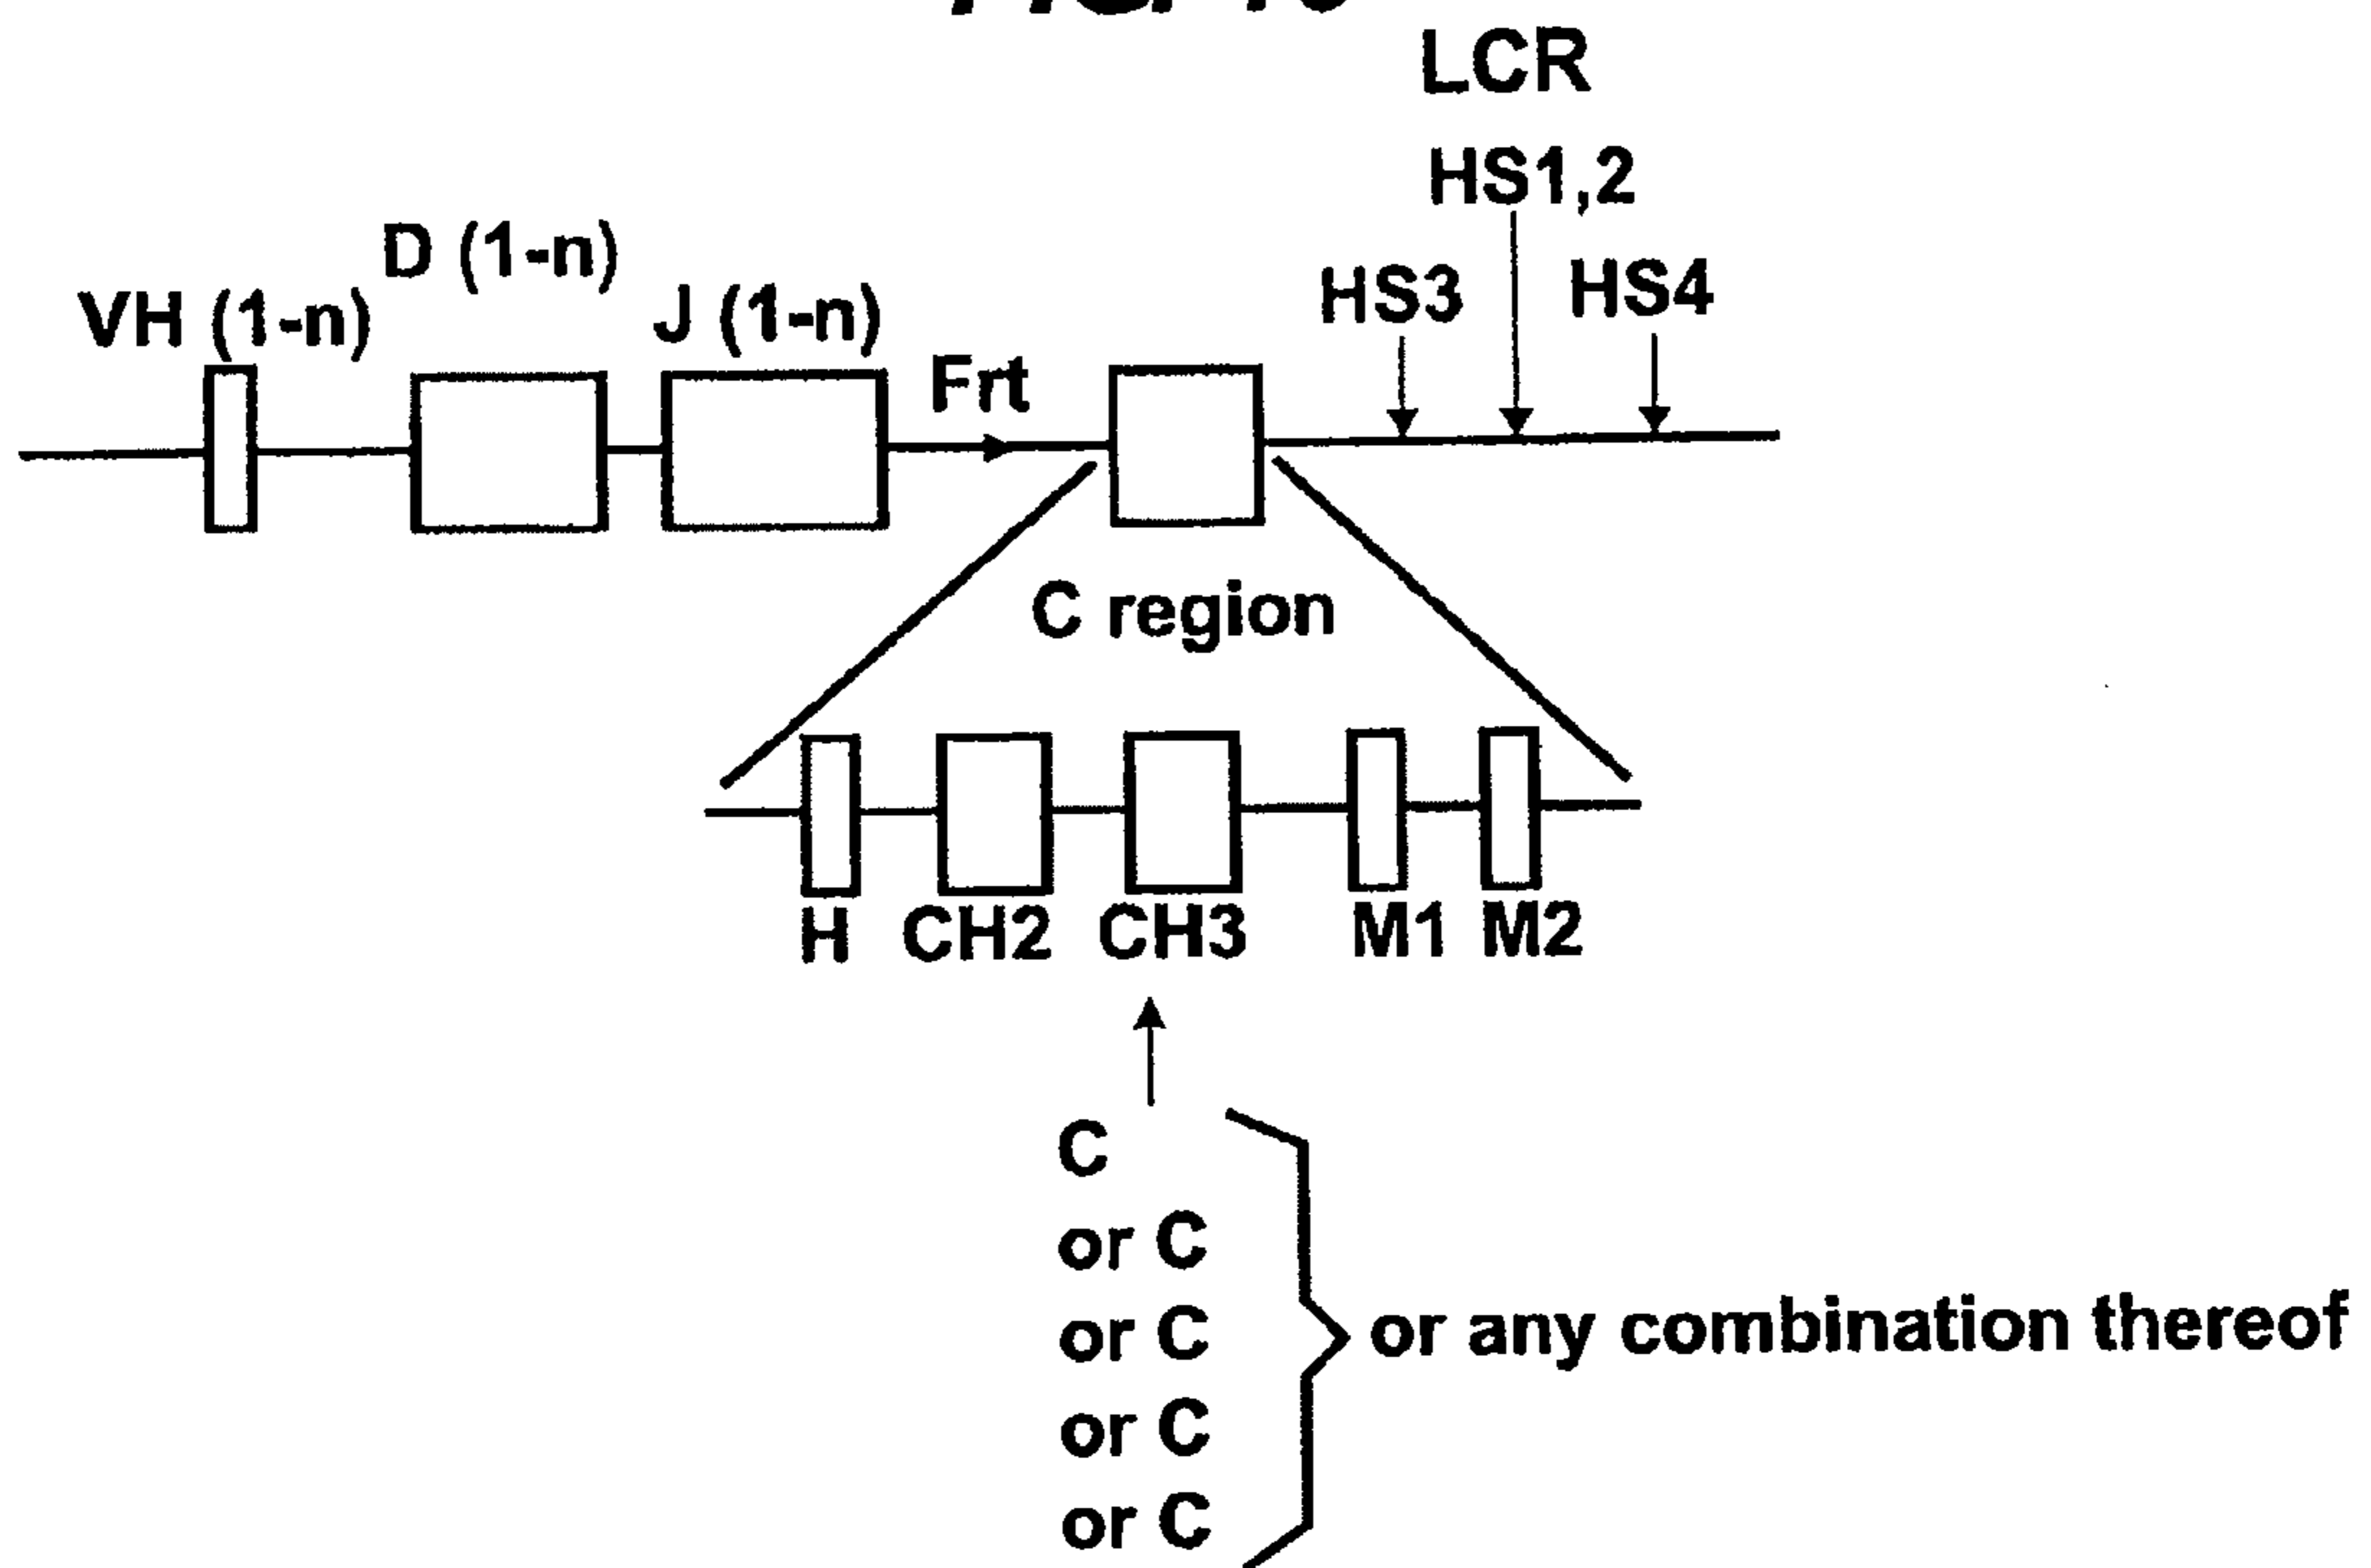 LCR
HS1,2
D (1-n)
HS3
HS4
VH (1-n)
J (1-n)
Frt
C region
H CH2 CH3 M1 M2
C
or C
or C
or C
or C
or any combination thereof